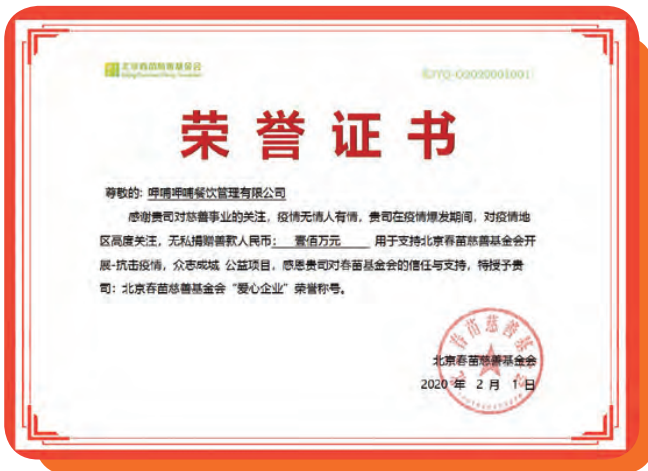 北京春苗慈善基金会
荣誉证书
尊敬的: 呷哺呷哺餐饮管理有限公司
感谢贵司对慈善事业的关注，疫情无情人有情，贵司在疫情爆发期间，对疫情地
区高度关注，无私捐赠善款人民币: 壹佰万元 用于支持北京春苗慈善基金会开
展-抗击疫情，众志成城 公益项目，感恩贵司对春苗基金会的信任与支持，特授予贵
司: 北京春苗慈善基金会“爱心企业”荣誉称号。
北京春苗慈善基金会
2020 年 2 月 1 日